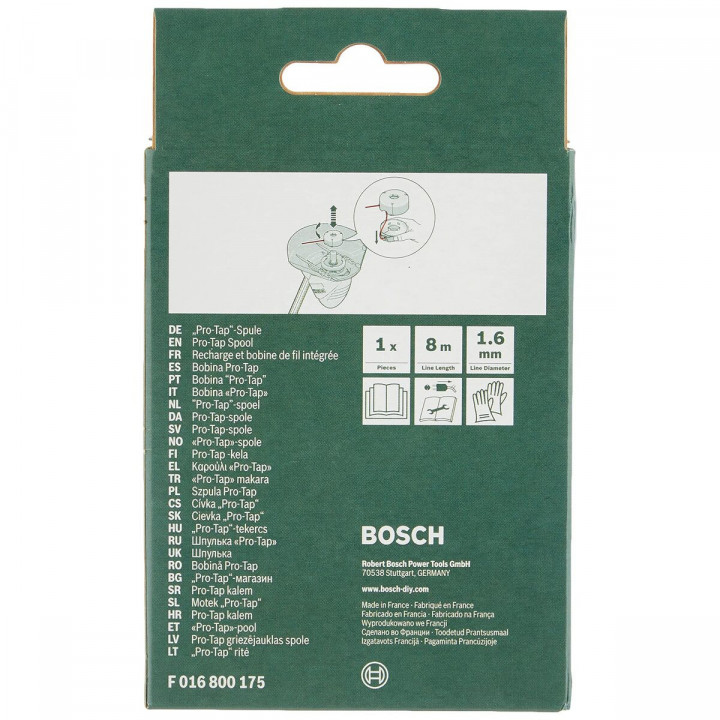 DE „Pro-Tap“-Spule
EN Pro-Tap Spool
FR Recharge et bobine de fil intégrée
ES Bobina Pro-Tap
PT Bobina "Pro-Tap"
IT Bobina «Pro-Tap»
NL "Pro-Tap"-spoel
DA Pro-Tap-spole
SV Pro-Tap-spole
NO «Pro-Tap»-spole
FI Pro-Tap -kela
EL Καρούλι «Pro-Tap»
TR «Pro-Tap» makara
PL Szpula Pro-Tap
CS Cívka „Pro-Tap“
SK Cievka „Pro-Tap“
HU „Pro-Tap”-tekercs
RU Шпулька «Pro-Tap»
UK Шпулька
RO Bobină Pro-Tap
BG „Pro-Tap“-магазин
SR Pro-Tap kalem
SL Motek „Pro-Tap”
HR Pro-Tap kalem
ET «Pro-Tap»-pool
LV Pro-Tap griezējauklas spole
LT „Pro-Tap” ritė
F 016 800 175
1 x
Pieces
8 m
Line Length
1.6
mm
Line Diameter
BOSCH
Robert Bosch Power Tools GmbH
70538 Stuttgart, GERMANY
www.bosch-diy.com
Made in France · Fabriqué en France
Fabricado en Francia · Fabricado na França
Wyprodukowano we Francji
Сделано во Франции · Toodetud Prantsusmaal
Izgatavots Francijā · Pagaminta Prancūzijoje